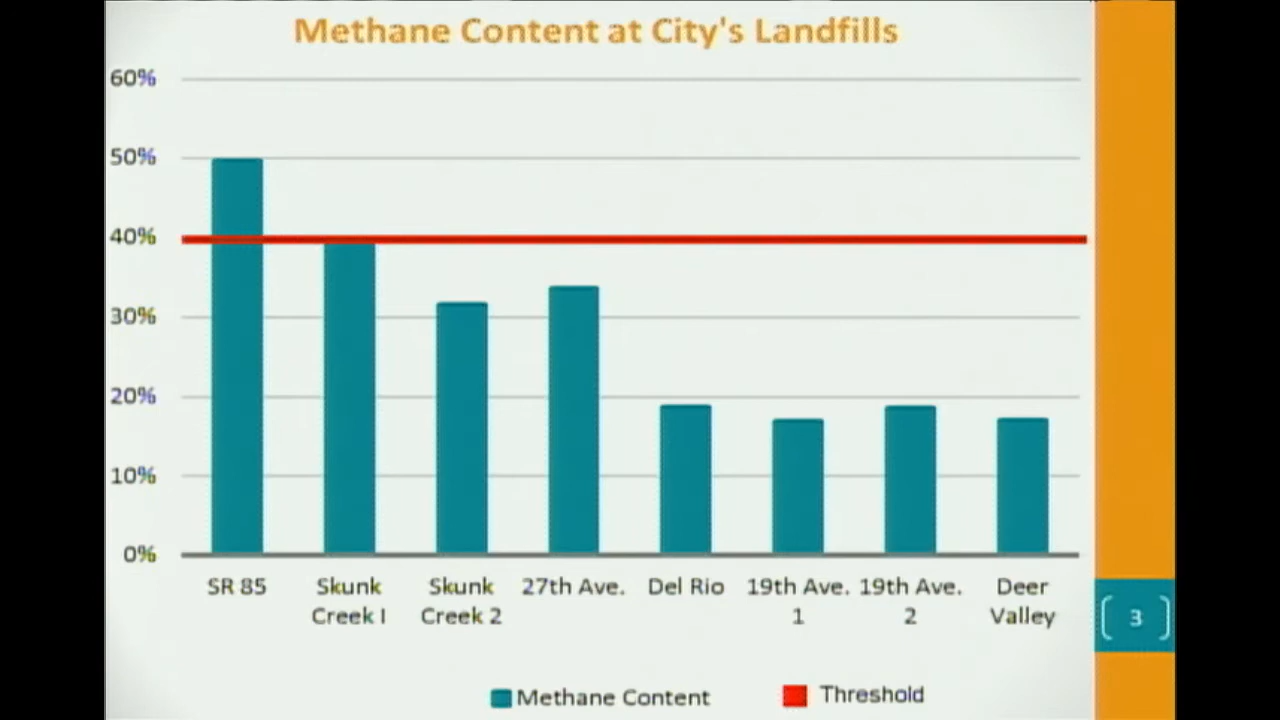 Methane Content at City's Landfills
60%
50%
40%
30%
20%
10%
0%
SR 85
Skunk
Creek I
Skunk
Creek 2
27th Ave.
Del Rio
19th Ave.
1
19th Ave.
2
Deer
Valley
Methane Content
Threshold
3